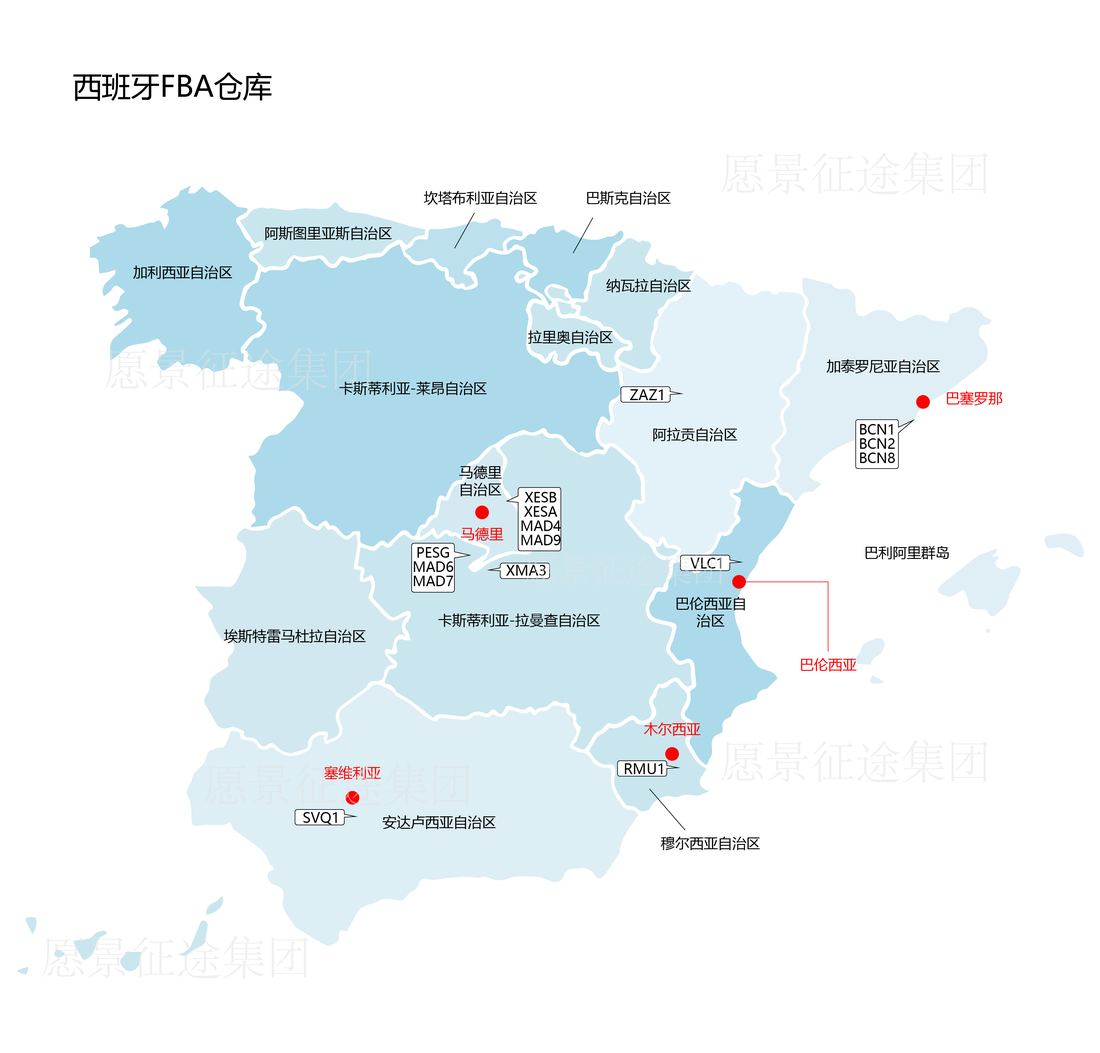 西班牙FBA仓库
愿景征途集团
坎塔布利亚自治区
巴斯克自治区
阿斯图里亚斯自治区
加利西亚自治区
纳瓦拉自治区
拉里奥自治区
愿景征途集团
卡斯蒂利亚-莱昂自治区
加泰罗尼亚自治区
ZAZ1
巴塞罗那
阿拉贡自治区
BCN1
BCN2
BCN8
马德里
自治区
XESB
XESA
MAD4
MAD9
马德里
PESG
MAD6
MAD7
XMA3
愿景征途集团
VLC1
巴利阿里群岛
巴伦西亚自
治区
卡斯蒂利亚-拉曼查自治区
埃斯特雷马杜拉自治区
巴伦西亚
木尔西亚
RMU1
愿景征途集团
塞维利亚
愿景征途集团
SVQ1
安达卢西亚自治区
穆尔西亚自治区
愿景征途集团